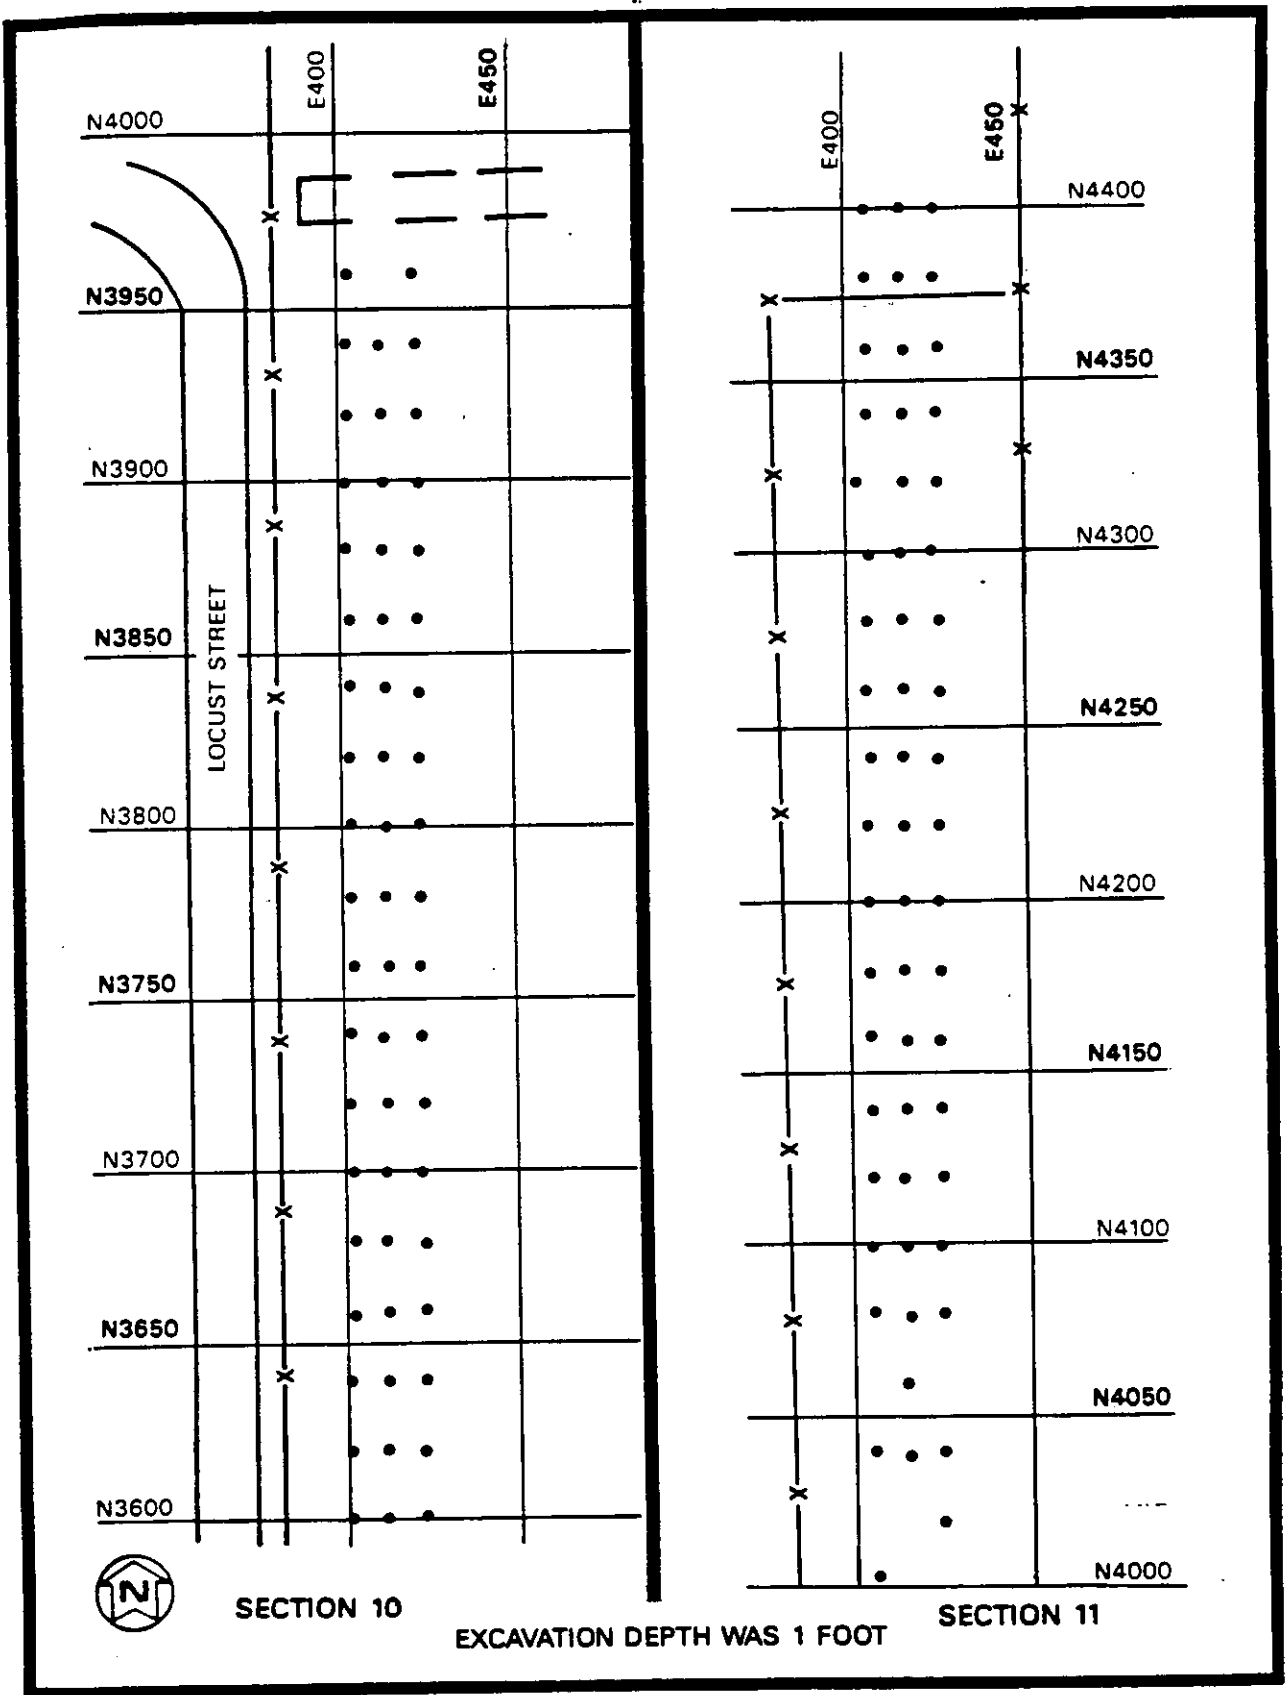 E400
E450
N4000
N3950
N3900
N3850
LOCUST STREET
N3800
N3750
N3700
N3650
N3600
N
SECTION 10
E400
E450
N4400
N4350
N4300
N4250
N4200
N4150
N4100
N4050
N4000
SECTION 11
EXCAVATION DEPTH WAS 1 FOOT